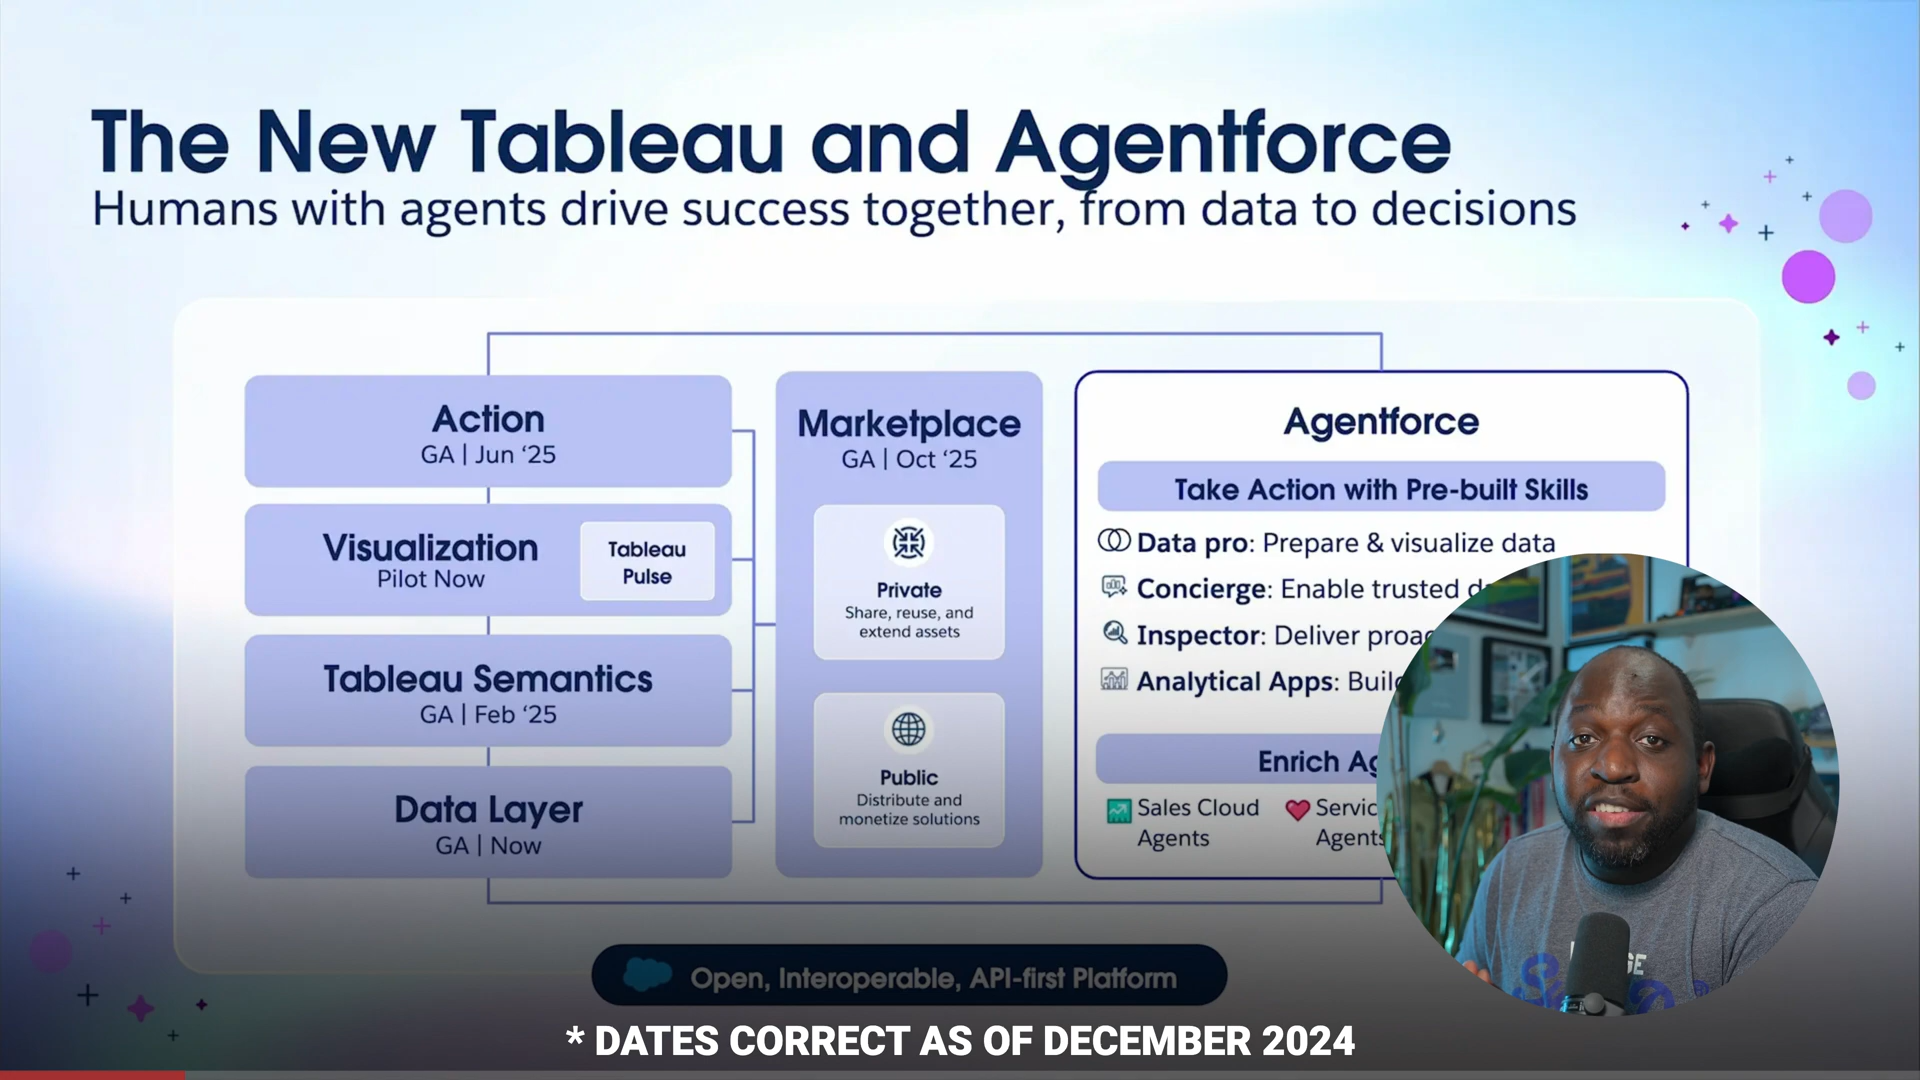 The New Tableau and Agentforce
Humans with agents drive success together, from data to decisions
Action
GA | Jun ‘25
Visualization
Pilot Now
Tableau
Pulse
Tableau Semantics
GA | Feb ‘25
Data Layer
GA | Now
Marketplace
GA | Oct ‘25
Private
Share, reuse, and
extend assets
Public
Distribute and
monetize solutions
Agentforce
Take Action with Pre-built Skills
Data pro: Prepare & visualize data
Concierge: Enable trusted
Inspector: Deliver
Analytical Apps:
Enrich
Sales Cloud
Agents
Agents
Open, Interoperable, API-first Platform
* DATES CORRECT AS OF DECEMBER 2024